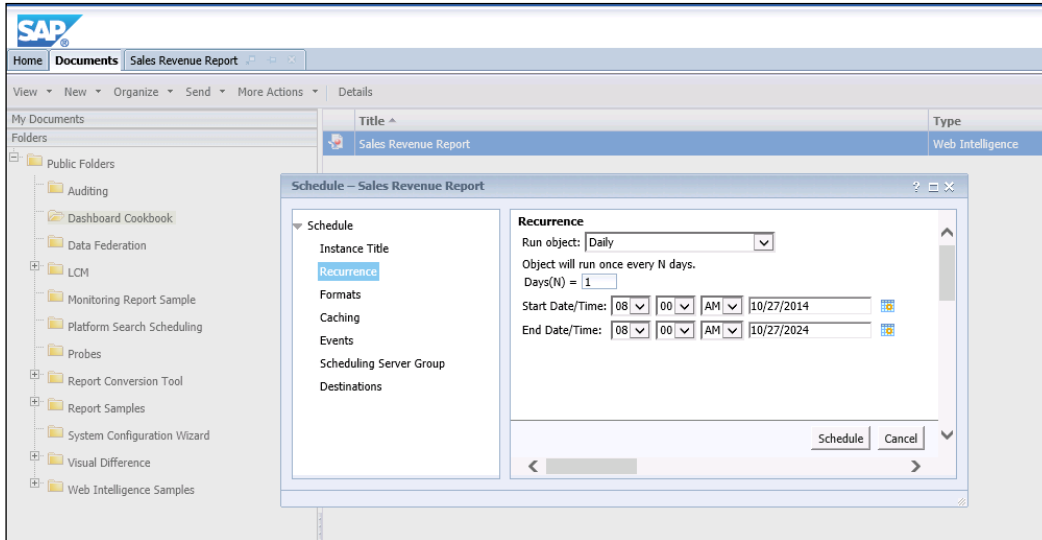 SAP
Home Documents Sales Revenue Report
View New Organize Send More Actions Details
My Documents
Folders
Public Folders
Auditing
Dashboard Cookbook
Data Federation
LCM
Monitoring Report Sample
Platform Search Scheduling
Probes
Report Conversion Tool
Report Samples
System Configuration Wizard
Visual Difference
Web Intelligence Samples
Title Type
Sales Revenue Report Web Intelligence
Schedule – Sales Revenue Report
Schedule
Instance Title
Recurrence
Formats
Caching
Events
Scheduling Server Group
Destinations
Recurrence
Run object: Daily
Object will run once every N days.
Days(N) = 1
Start Date/Time: 08 00 AM 10/27/2014
End Date/Time: 08 00 AM 10/27/2024
Schedule Cancel